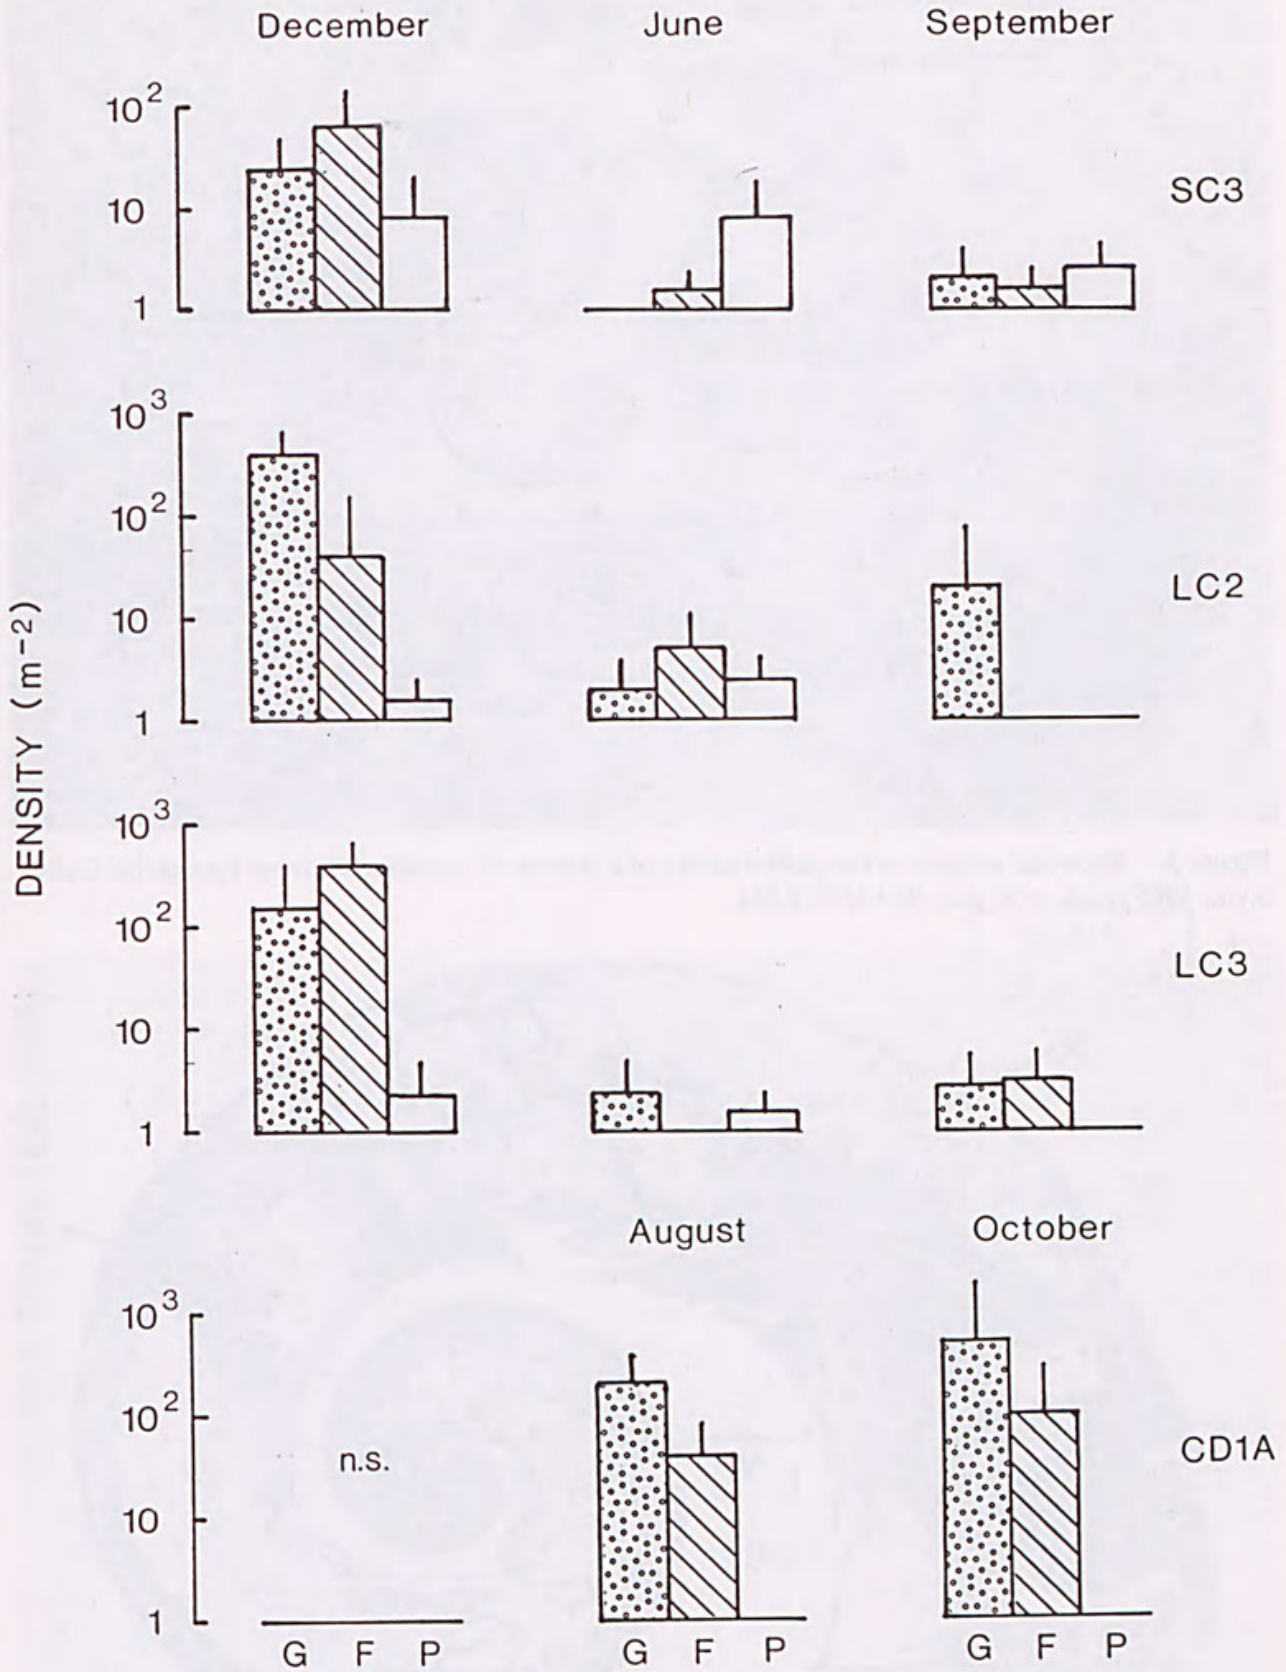 December June September
10²
10
1
SC3
10³
10²
10
1
LC2
DENSITY (m⁻²)
10³
10²
10
1
LC3
August October
10³
10²
10
1
n.s.
CD1A
G F P G F P G F P